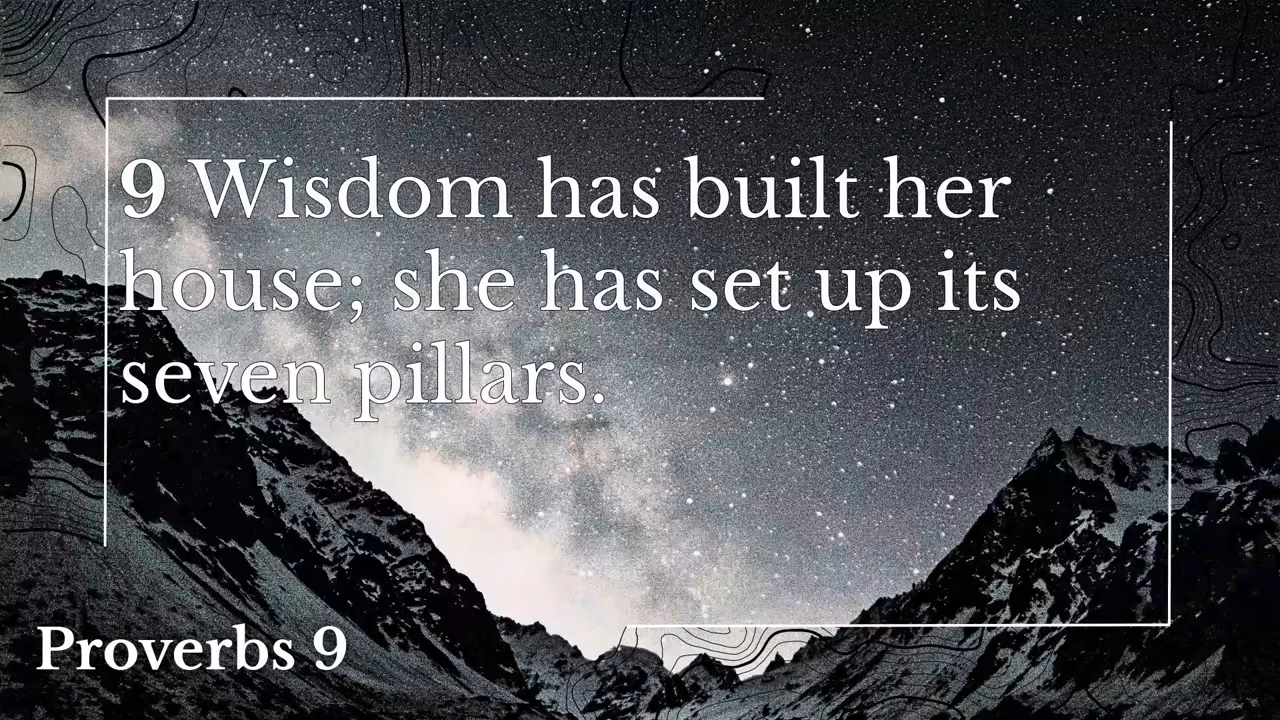 9 Wisdom has built her
house; she has set up its
seven pillars.
Proverbs 9